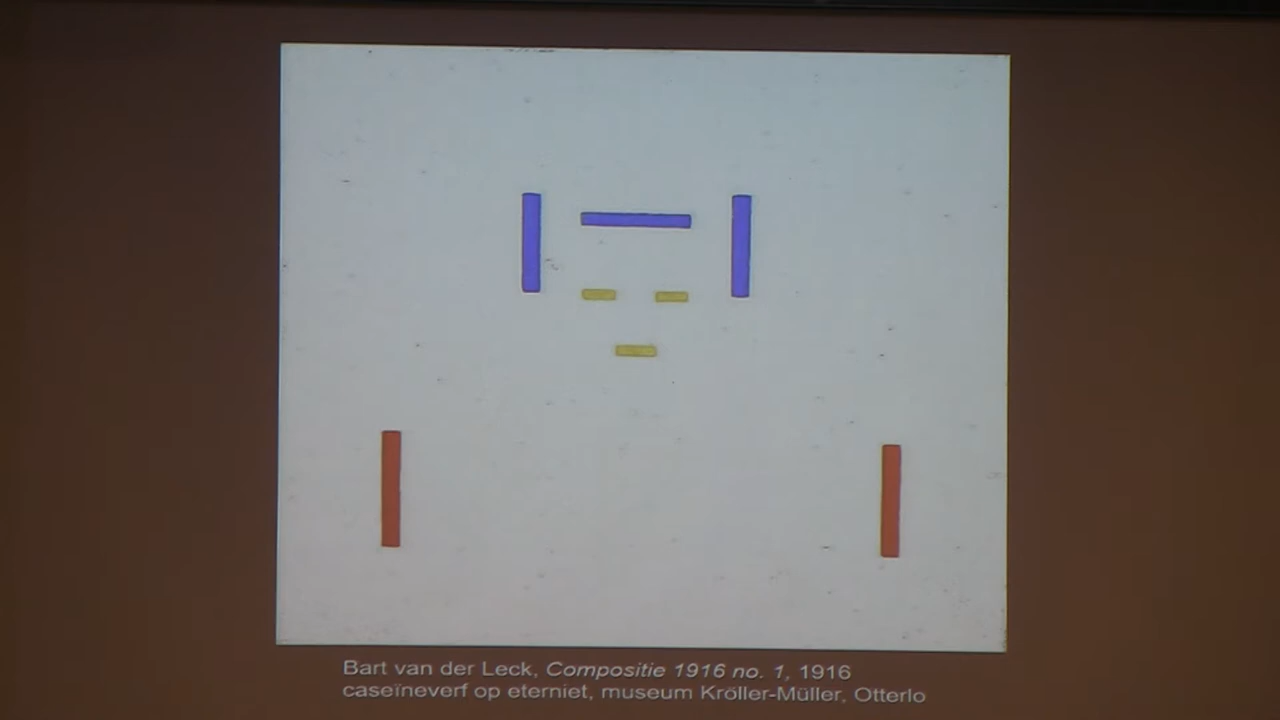 Bart van der Leck, Compositie 1916 no. 1, 1916
caseïneverf op eterniet, museum Kröller-Müller, Otterlo